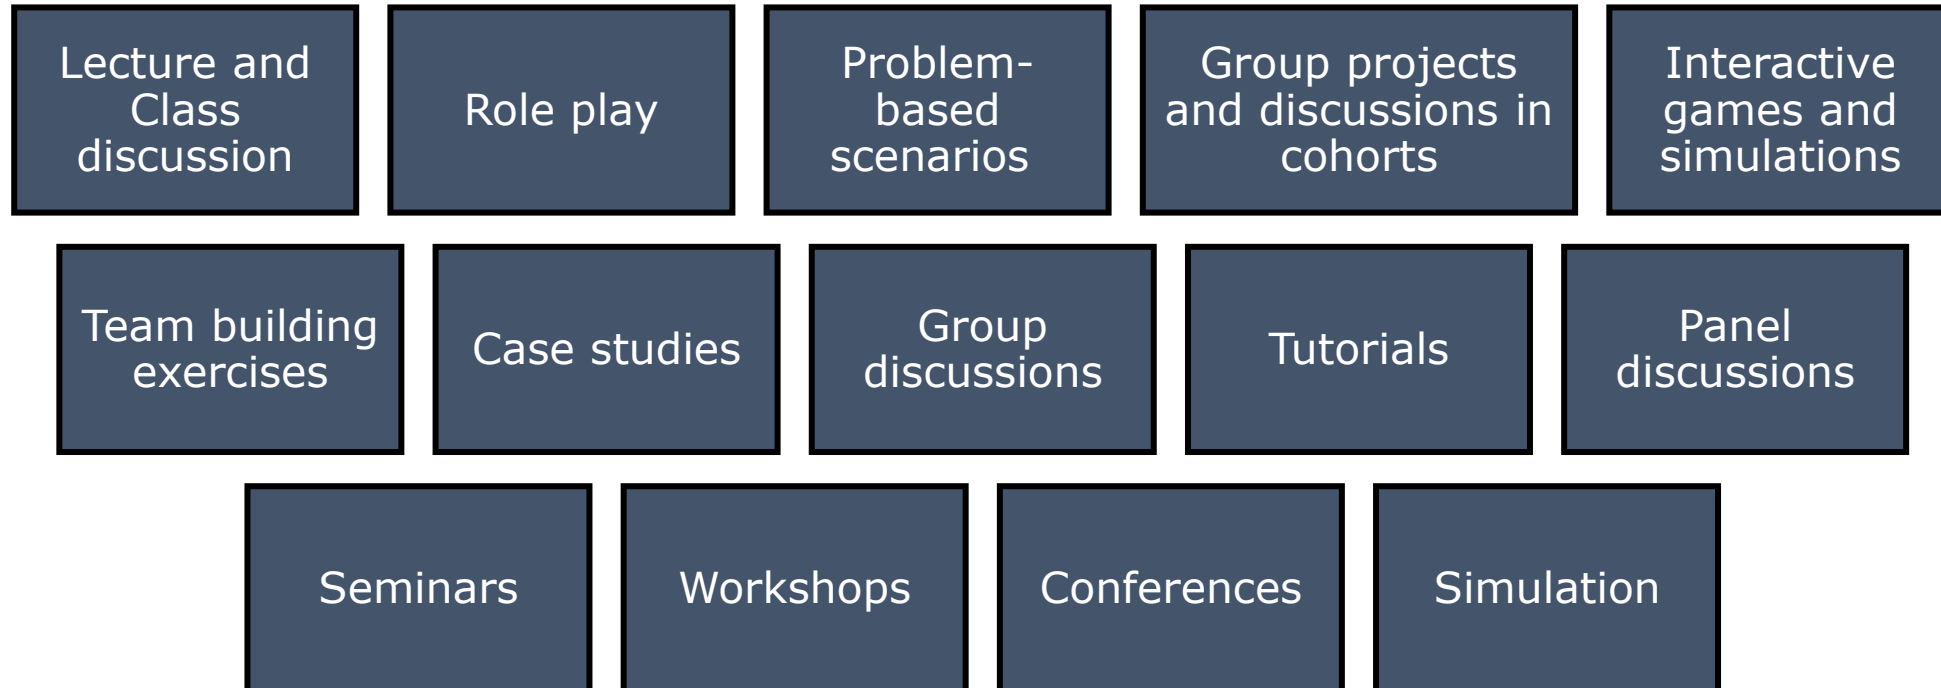 Lecture and
Class
discussion
Role play
Problem-
based
scenarios
Group projects
and discussions in
cohorts
Interactive
games and
simulations
Team building
exercises
Case studies
Group
discussions
Tutorials
Panel
discussions
Seminars
Workshops
Conferences
Simulation